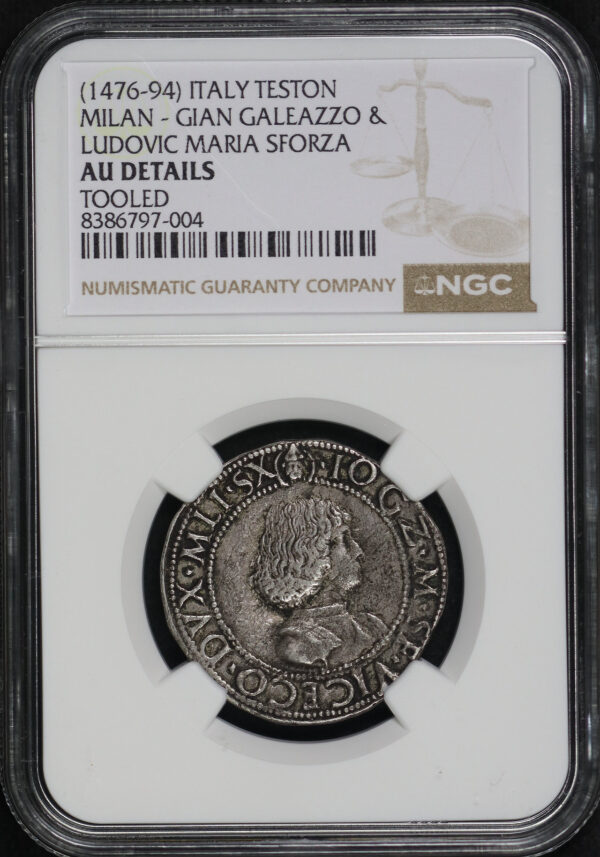 (1476-94) ITALY TESTON
MILAN - GIAN GALEAZZO &
LUDOVIC MARIA SFORZA
AU DETAILS
TOOLED
8386797-004
NUMISMATIC GUARANTY COMPANY
NGC
IO·GZ·M·SF·VICECO·DVX·MLI·SX